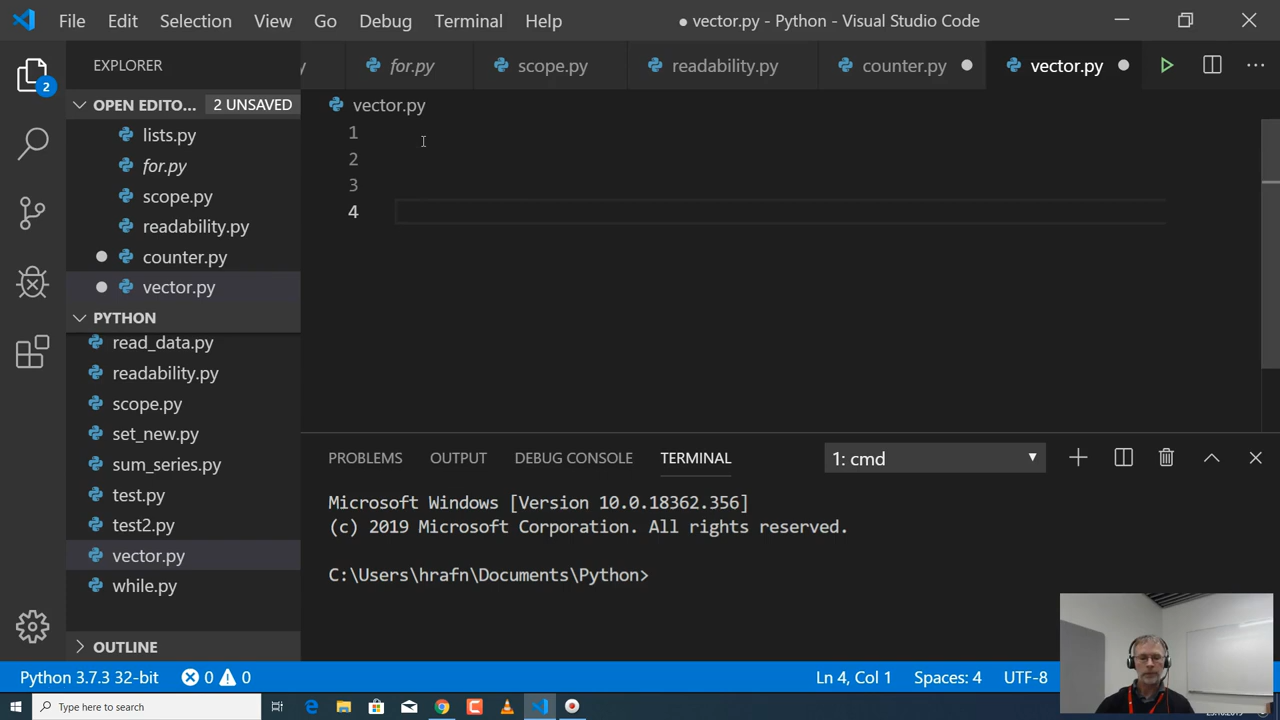 File Edit Selection View Go Debug Terminal Help
● vector.py - Python - Visual Studio Code
EXPLORER
for.py
scope.py
readability.py
counter.py
vector.py
2
OPEN EDITO... 2 UNSAVED
lists.py
for.py
scope.py
readability.py
counter.py
vector.py
PYTHON
read_data.py
readability.py
scope.py
set_new.py
sum_series.py
test.py
test2.py
vector.py
while.py
OUTLINE
vector.py
1
2
3
4
PROBLEMS OUTPUT DEBUG CONSOLE TERMINAL
1: cmd
Microsoft Windows [Version 10.0.18362.356]
(c) 2019 Microsoft Corporation. All rights reserved.
C:\Users\hrafn\Documents\Python>
Python 3.7.3 32-bit 0 0 Ln 4, Col 1 Spaces: 4 UTF-8
Type here to search